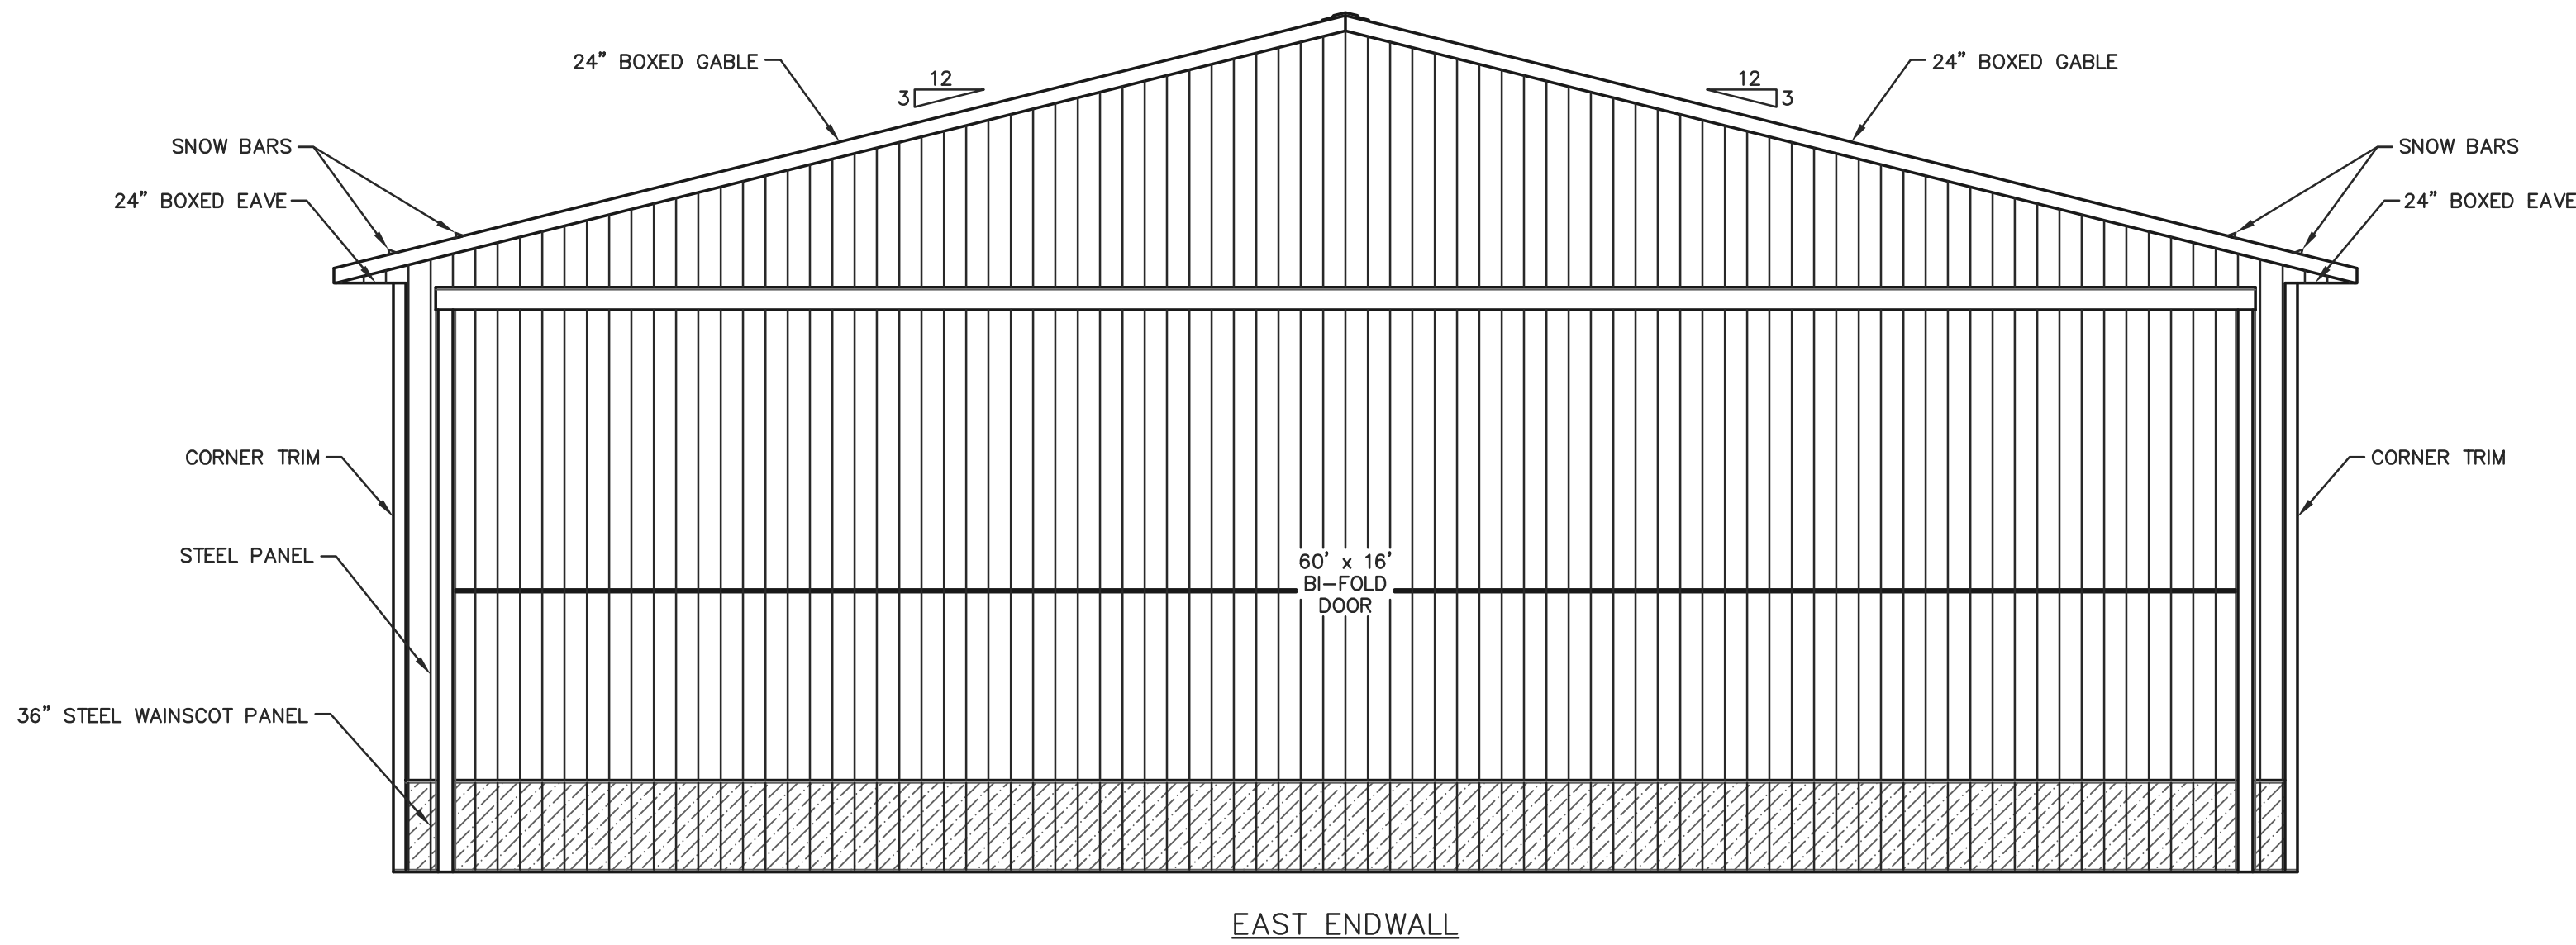 24” BOXED GABLE
24” BOXED GABLE
12
3
12
3
SNOW BARS
SNOW BARS
24” BOXED EAVE
24” BOXED EAVE
CORNER TRIM
CORNER TRIM
STEEL PANEL
60’ x 16’
BI-FOLD
DOOR
36” STEEL WAINSCOT PANEL
EAST ENDWALL